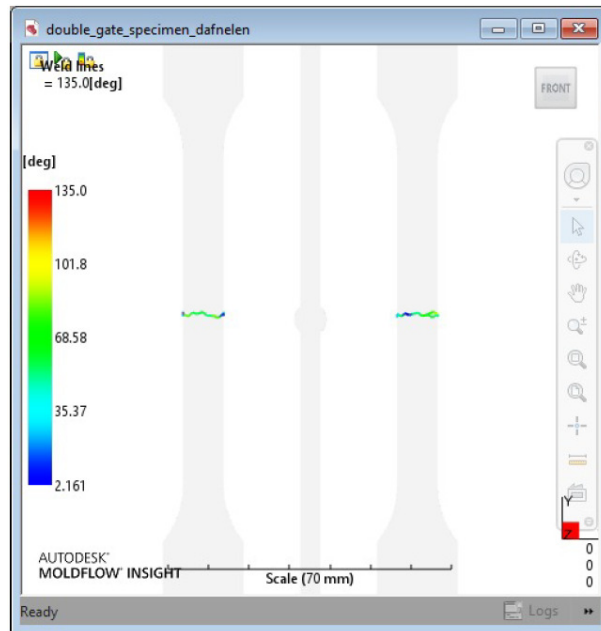 double_gate_specimen_dafnelen
Weld lines
= 135.0[deg]
FRONT
[deg]
135.0
101.8
68.58
35.37
2.161
Y
Z
0
0
0
AUTODESK®
MOLDFLOW® INSIGHT
Scale (70 mm)
Ready
Logs